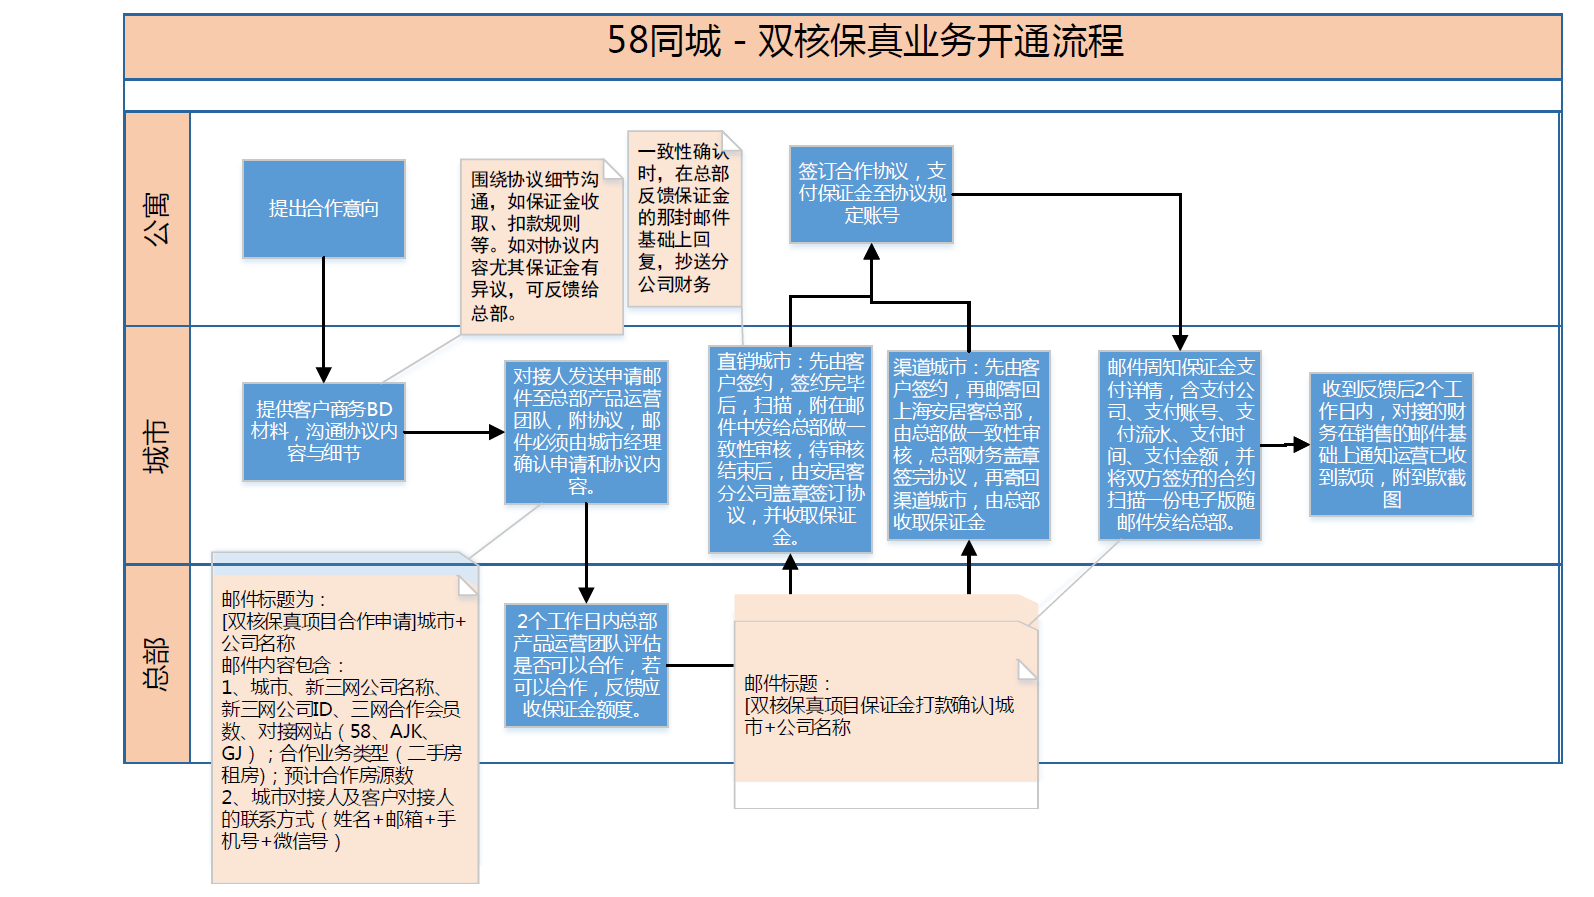 58同城 - 双核保真业务开通流程
公寓
提出合作意向
围绕协议细节沟
通，如保证金收
取、扣款规则
等。如对协议内
容尤其保证金有
异议，可反馈给
总部。
一致性确认
时，在总部
反馈保证金
的那封邮件
基础上回
复，抄送分
公司财务
签订合作协议，支
付保证金至协议规
定账号
城市
提供客户商务BD
材料，沟通协议内
容与细节
对接人发送申请邮
件至总部产品运营
团队，附协议，邮
件必须由城市经理
确认申请和协议内
容。
直销城市：先由客
户签约，签约完毕
后，扫描，附在邮
件中发给总部做一
致性审核，待审核
结束后，由安居客
分公司盖章签订协
议，并收取保证
金。
渠道城市：先由客
户签约，再邮寄回
上海安居客总部，
由总部做一致性审
核，总部财务盖章
签完协议，再寄回
渠道城市，由总部
收取保证金
邮件周知保证金支
付详情，含支付公
司、支付账号、支
付流水、支付时
间、支付金额，并
将双方签好的合约
扫描一份电子版随
邮件发给总部。
收到反馈后2个工
作日内，对接的财
务在销售的邮件基
础上通知运营已收
到款项，附到款截
图
总部
邮件标题为：
[双核保真项目合作申请]城市+
公司名称
邮件内容包含：
1、城市、新三网公司名称、
新三网公司ID、三网合作会员
数、对接网站（58、AJK、
GJ）；合作业务类型（二手房
租房)；预计合作房源数
2、城市对接人及客户对接人
的联系方式（姓名+邮箱+手
机号+微信号）
2个工作日内总部
产品运营团队评估
是否可以合作，若
可以合作，反馈应
收保证金额度。
邮件标题：
[双核保真项目保证金打款确认]城
市+公司名称